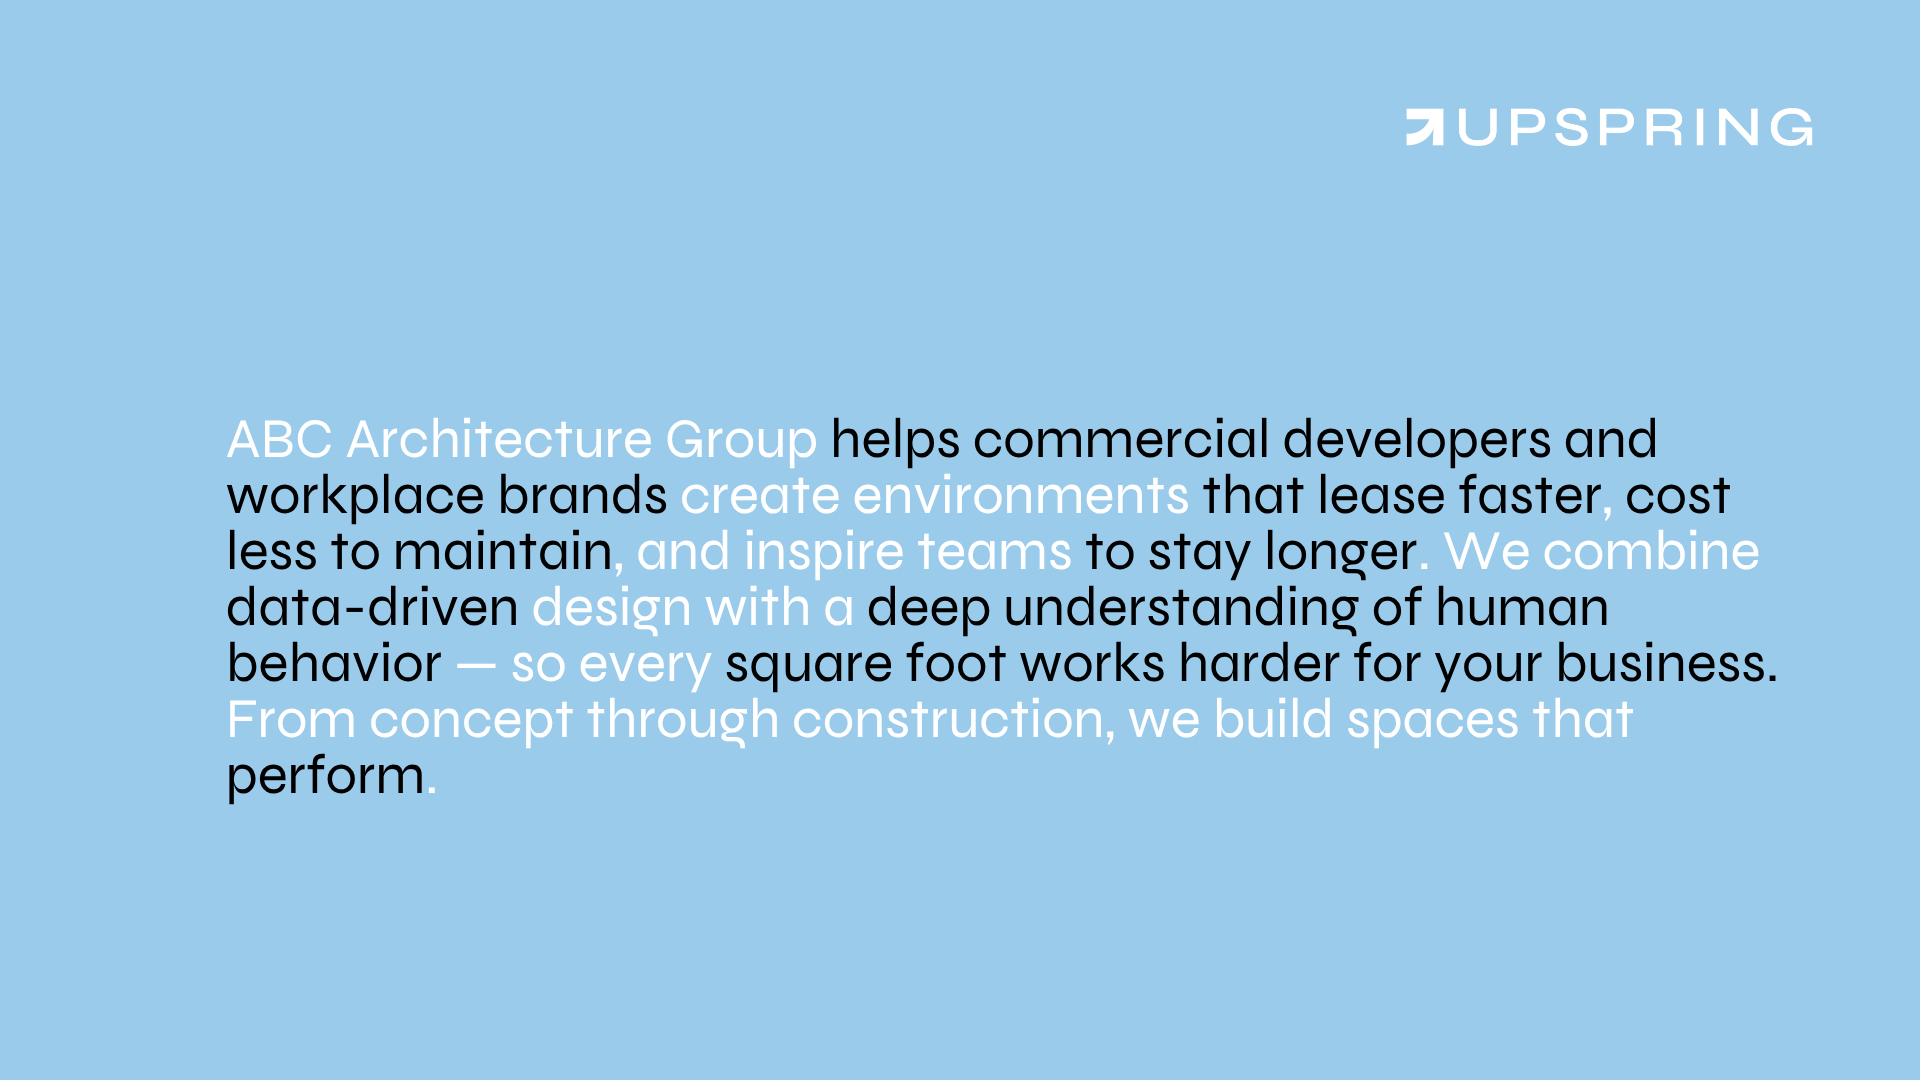 UPSPRING
ABC Architecture Group helps commercial developers and
workplace brands create environments that lease faster, cost
less to maintain, and inspire teams to stay longer. We combine
data-driven design with a deep understanding of human
behavior — so every square foot works harder for your business.
From concept through construction, we build spaces that
perform.